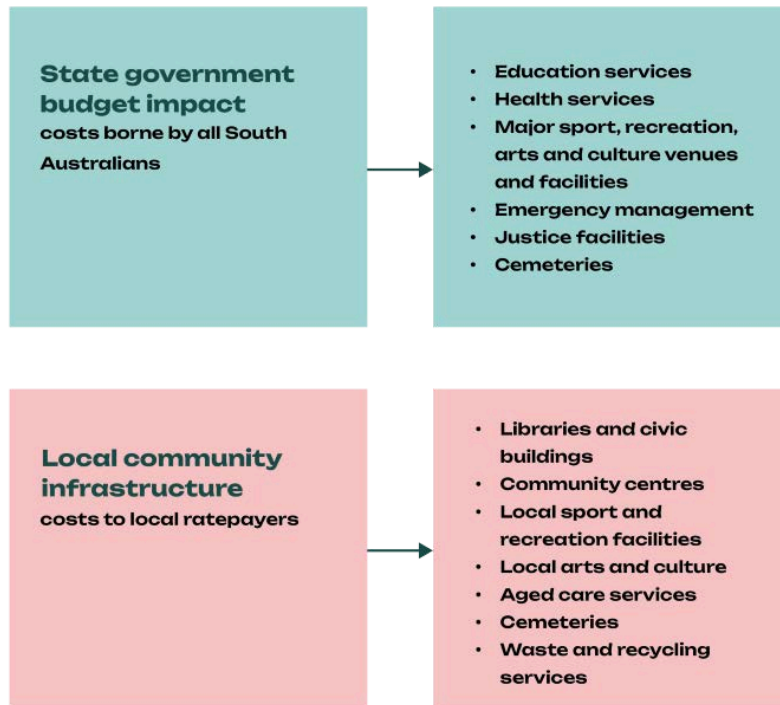 State government
budget impact
costs borne by all South
Australians
• Education services
• Health services
• Major sport, recreation,
arts and culture venues
and facilities
• Emergency management
• Justice facilities
• Cemeteries
Local community
infrastructure
costs to local ratepayers
• Libraries and civic
buildings
• Community centres
• Local sport and
recreation facilities
• Local arts and culture
• Aged care services
• Cemeteries
• Waste and recycling
services